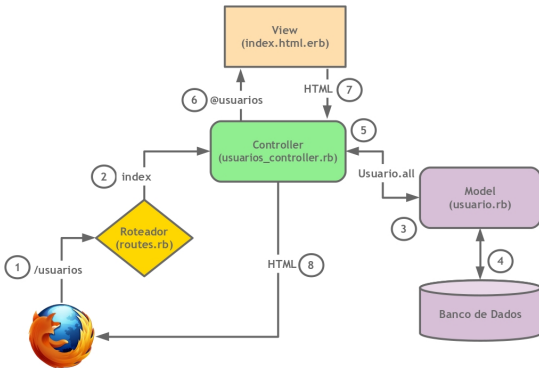 View
(index.html.erb)
6
@usuarios
HTML
7
Controller
(usuarios_controller.rb)
5
2
index
Usuario.all
Model
(usuario.rb)
3
Roteador
(routes.rb)
1
/usuarios
HTML
8
4
Banco de Dados